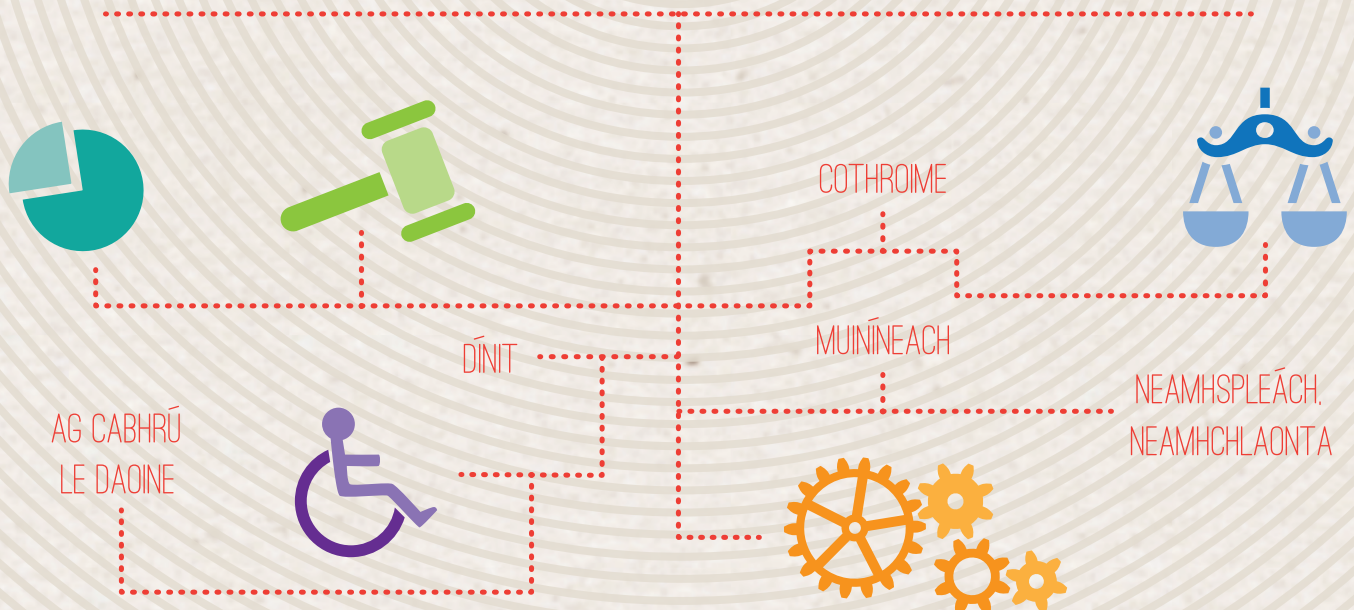 COTHROIME
MUINÍNEACH
DÍNIT
NEAMHSPLEÁCH,
NEAMHCHLAONTA
AG CABHRÚ
LE DAOINE